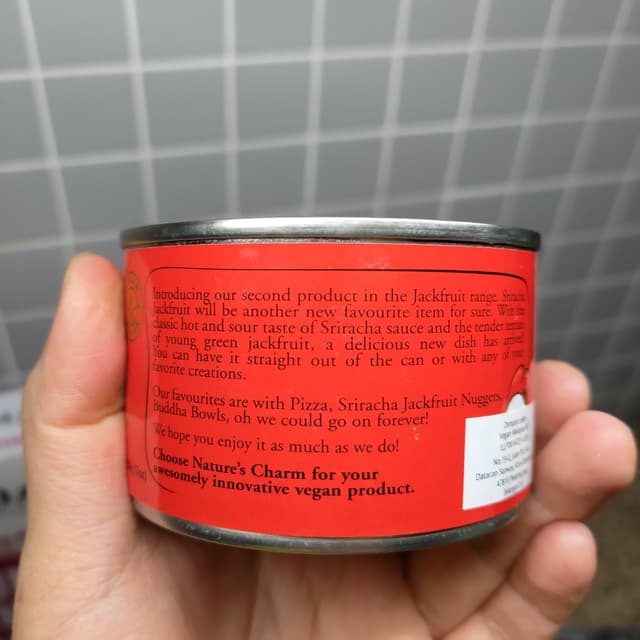 Introducing our second product in the Jackfruit range. Sriracha
Jackfruit will be another new favourite item for sure. With the
classic hot and sour taste of Sriracha sauce and the tender texture
of young green jackfruit, a delicious new dish has arrived.
You can have it straight out of the can or with any of your
favorite creations.
Our favourites are with Pizza, Sriracha Jackfruit Nuggets,
Buddha Bowls, oh we could go on forever!
We hope you enjoy it as much as we do!
Choose Nature's Charm for your
awesomely innovative vegan product.